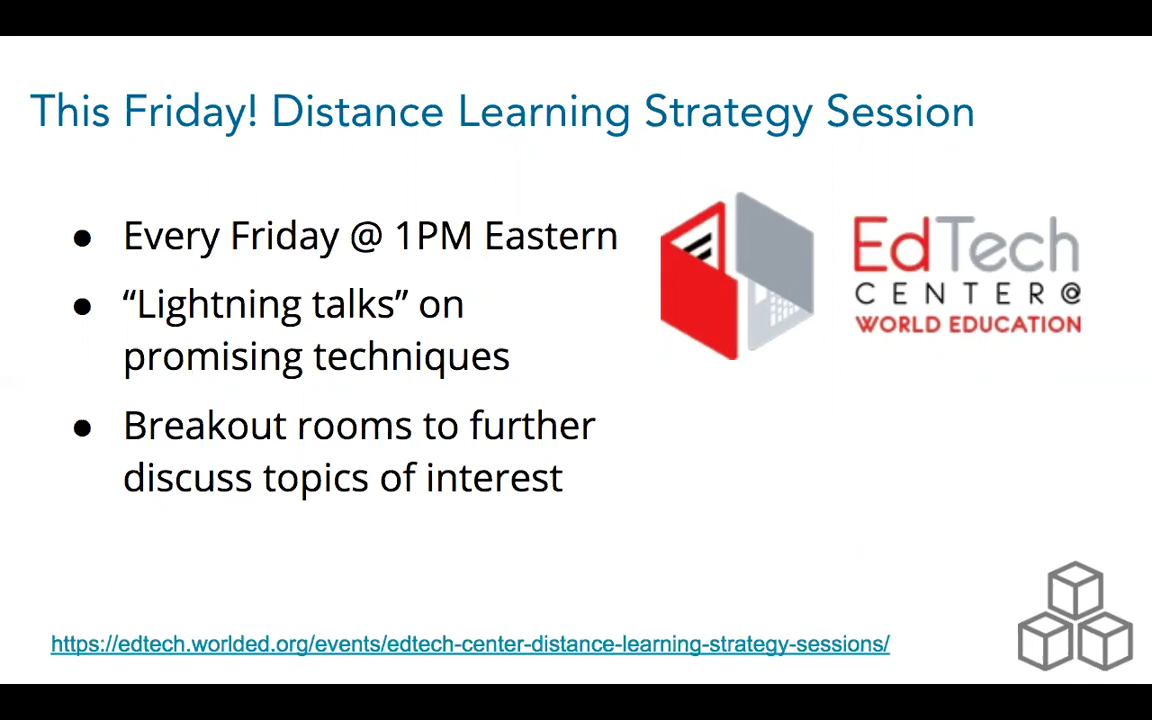 This Friday! Distance Learning Strategy Session
● Every Friday @ 1PM Eastern
● “Lightning talks” on
promising techniques
● Breakout rooms to further
discuss topics of interest
EdTech
CENTER@
WORLD EDUCATION
https://edtech.worlded.org/events/edtech-center-distance-learning-strategy-sessions/